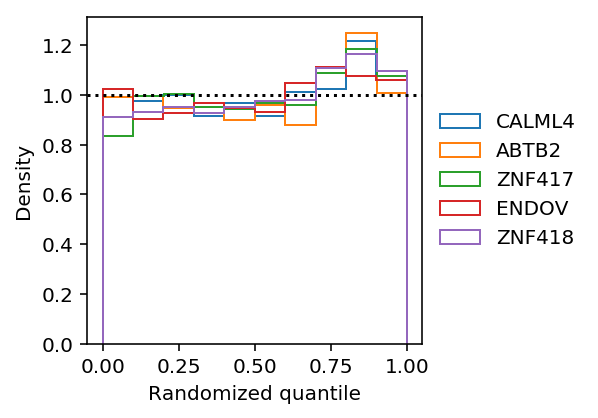 Density
1.2
1.0
0.8
0.6
0.4
0.2
0.0
0.00 0.25 0.50 0.75 1.00
Randomized quantile
CALML4
ABTB2
ZNF417
ENDOV
ZNF418